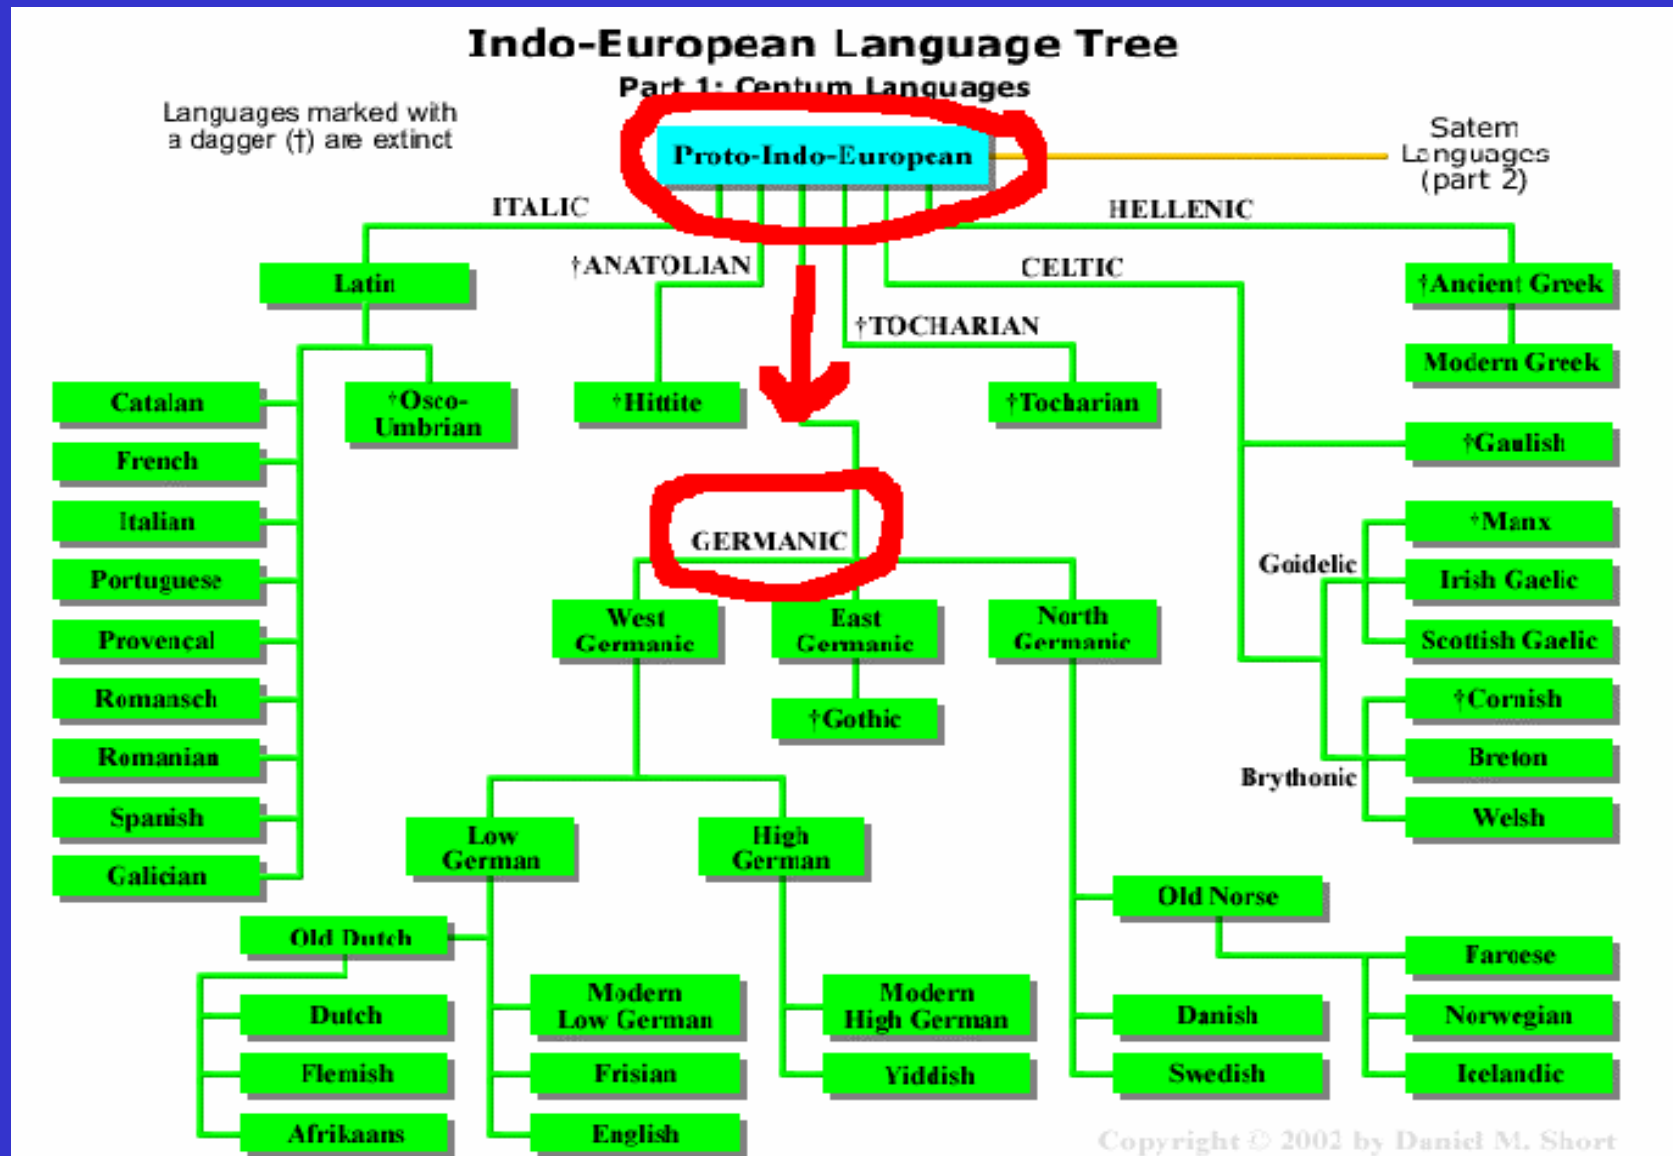 Indo-European Language Tree
Part 1: Centum Languages
Languages marked with
a dagger (†) are extinct
Proto-Indo-European
Satem
Languages
(part 2)
ITALIC
HELLENIC
†ANATOLIAN
CELTIC
Latin
†Ancient Greek
†TOCHARIAN
Modern Greek
Catalan
†Osco-
Umbrian
†Hittite
†Tocharian
French
†Gaulish
Italian
†Manx
GERMANIC
Goidelic
Portuguese
Irish Gaelic
West
Germanic
East
Germanic
North
Germanic
Provençal
Scottish Gaelic
Romansch
†Cornish
†Gothic
Romanian
Breton
Brythonic
Spanish
Welsh
Low
German
High
German
Galician
Old Norse
Old Dutch
Faroese
Modern
Low German
Modern
High German
Dutch
Danish
Norwegian
Flemish
Frisian
Yiddish
Swedish
Icelandic
Afrikaans
English
Copyright © 2002 by Daniel M. Short